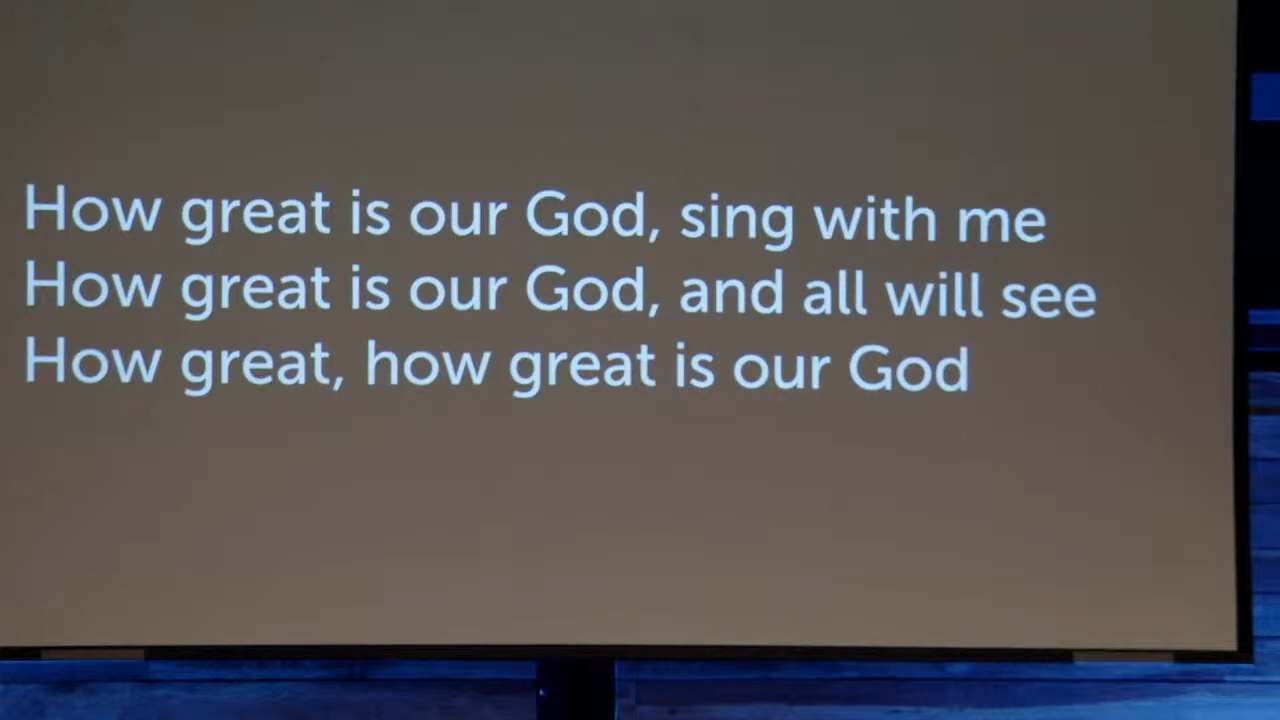 How great is our God, sing with me
How great is our God, and all will see
How great, how great is our God